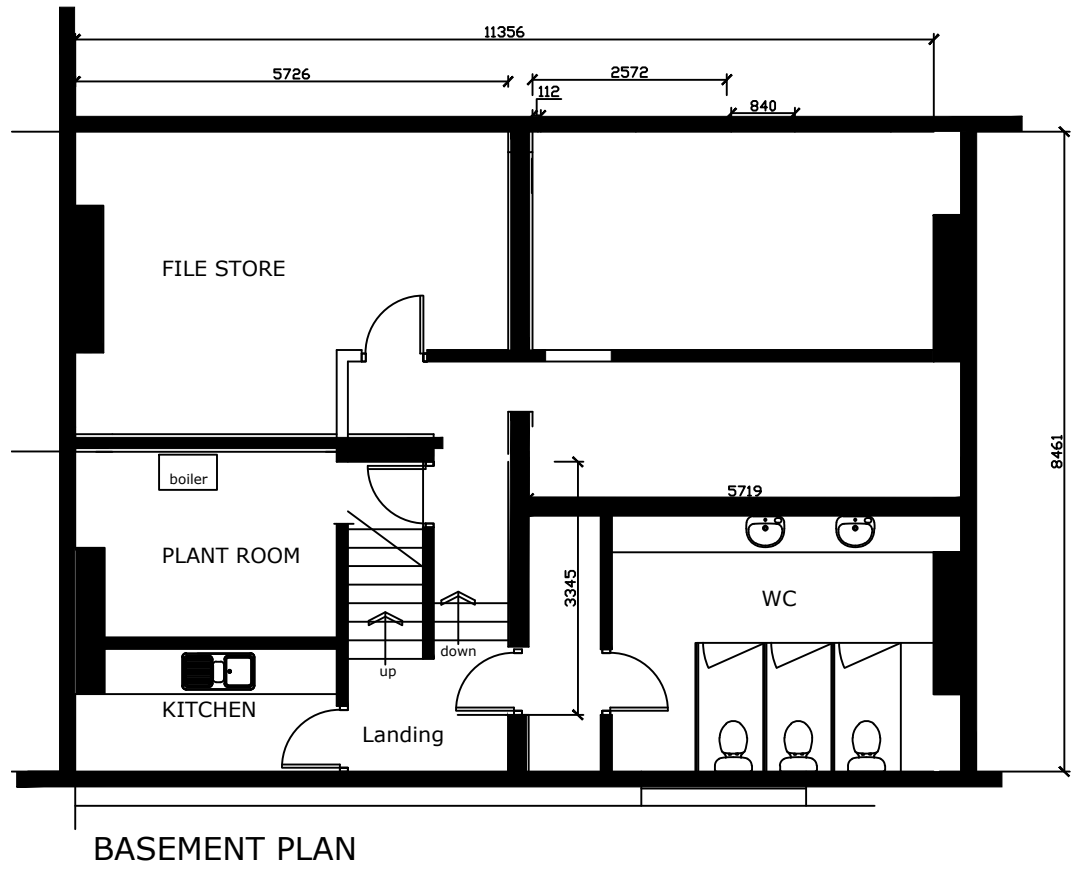 11356
5726
2572
112
840
FILE STORE
8461
boiler
5719
PLANT ROOM
3345
WC
down
up
KITCHEN
Landing
BASEMENT PLAN